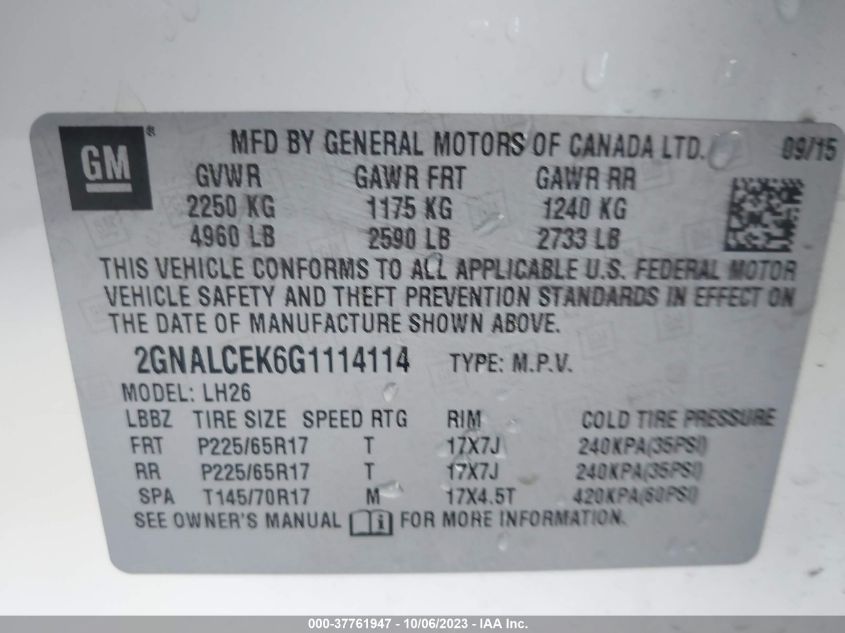 GM® MFD BY GENERAL MOTORS OF CANADA LTD. 09/15
GVWR GAWR FRT GAWR RR
2250 KG 1175 KG 1240 KG
4960 LB 2590 LB 2733 LB
THIS VEHICLE CONFORMS TO ALL APPLICABLE U.S. FEDERAL MOTOR
VEHICLE SAFETY AND THEFT PREVENTION STANDARDS IN EFFECT ON
THE DATE OF MANUFACTURE SHOWN ABOVE.
2GNALCEK6G1114114 TYPE: M.P.V.
MODEL: LH26
LBBZ TIRE SIZE SPEED RTG RIM COLD TIRE PRESSURE
FRT P225/65R17 T 17X7J 240KPA(35PSI)
RR P225/65R17 T 17X7J 240KPA(35PSI)
SPA T145/70R17 M 17X4.5T 420KPA(60PSI)
SEE OWNER'S MANUAL FOR MORE INFORMATION.
000-37761947 - 10/06/2023 - IAA Inc.